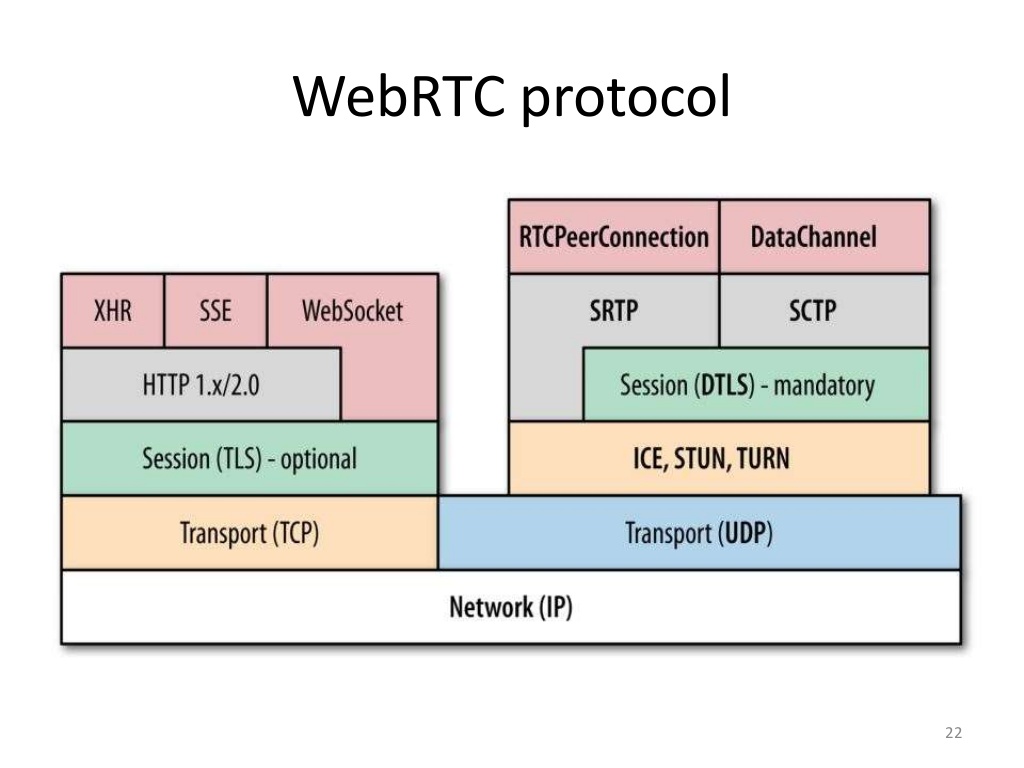 WebRTC protocol
RTCPeerConnection
DataChannel
XHR
SSE
WebSocket
SRTP
SCTP
HTTP 1.x/2.0
Session (DTLS) - mandatory
Session (TLS) - optional
ICE, STUN, TURN
Transport (TCP)
Transport (UDP)
Network (IP)
22